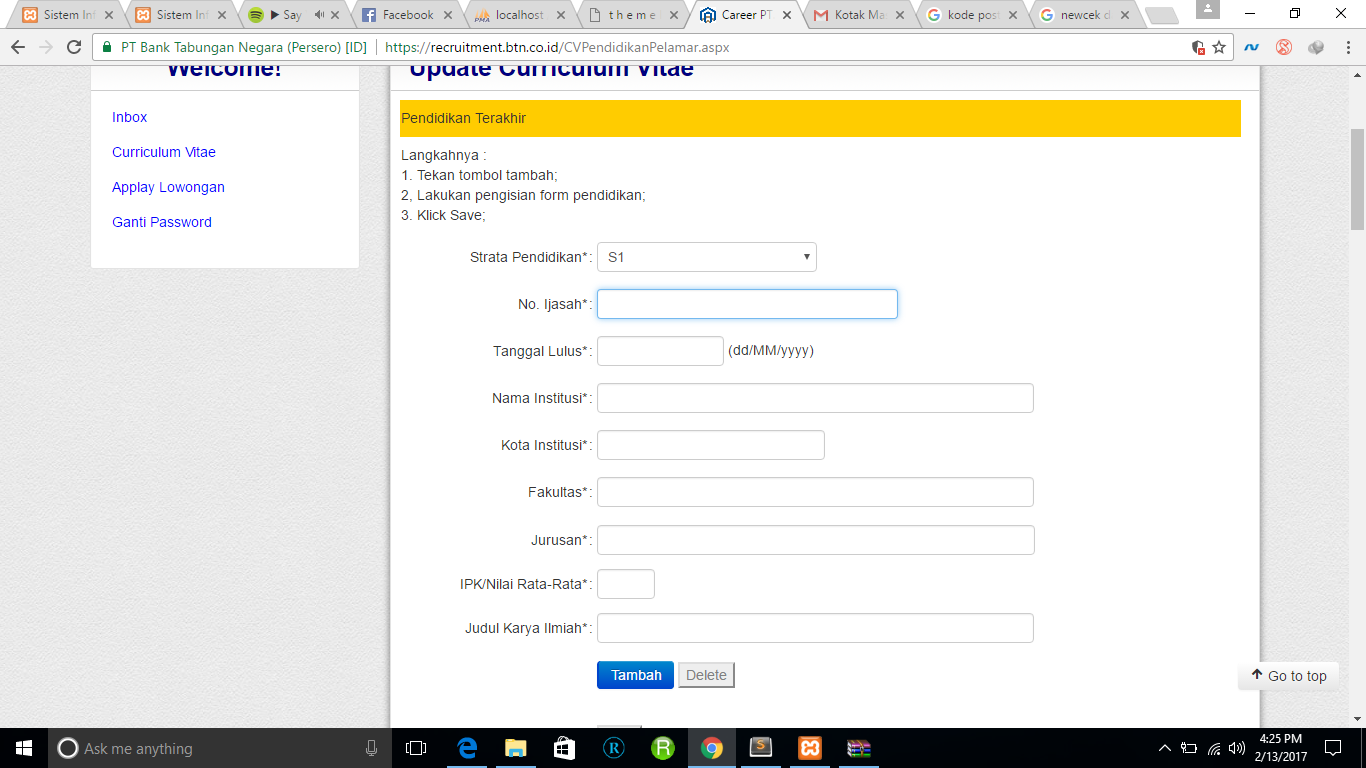 Sistem Inf
Sistem Inf
▶ Say
Facebook
localhost
t h e m e
Career PT
Kotak Mas
kode post
newcek d
PT Bank Tabungan Negara (Persero) [ID]
https://recruitment.btn.co.id/CVPendidikanPelamar.aspx
Welcome!
Inbox
Curriculum Vitae
Applay Lowongan
Ganti Password
Update Curriculum Vitae
Pendidikan Terakhir
Langkahnya :
1. Tekan tombol tambah;
2, Lakukan pengisian form pendidikan;
3. Klick Save;
Strata Pendidikan*: S1
No. Ijasah*:
Tanggal Lulus*: (dd/MM/yyyy)
Nama Institusi*:
Kota Institusi*:
Fakultas*:
Jurusan*:
IPK/Nilai Rata-Rata*:
Judul Karya Ilmiah*:
Tambah Delete
Go to top
Ask me anything
4:25 PM
2/13/2017